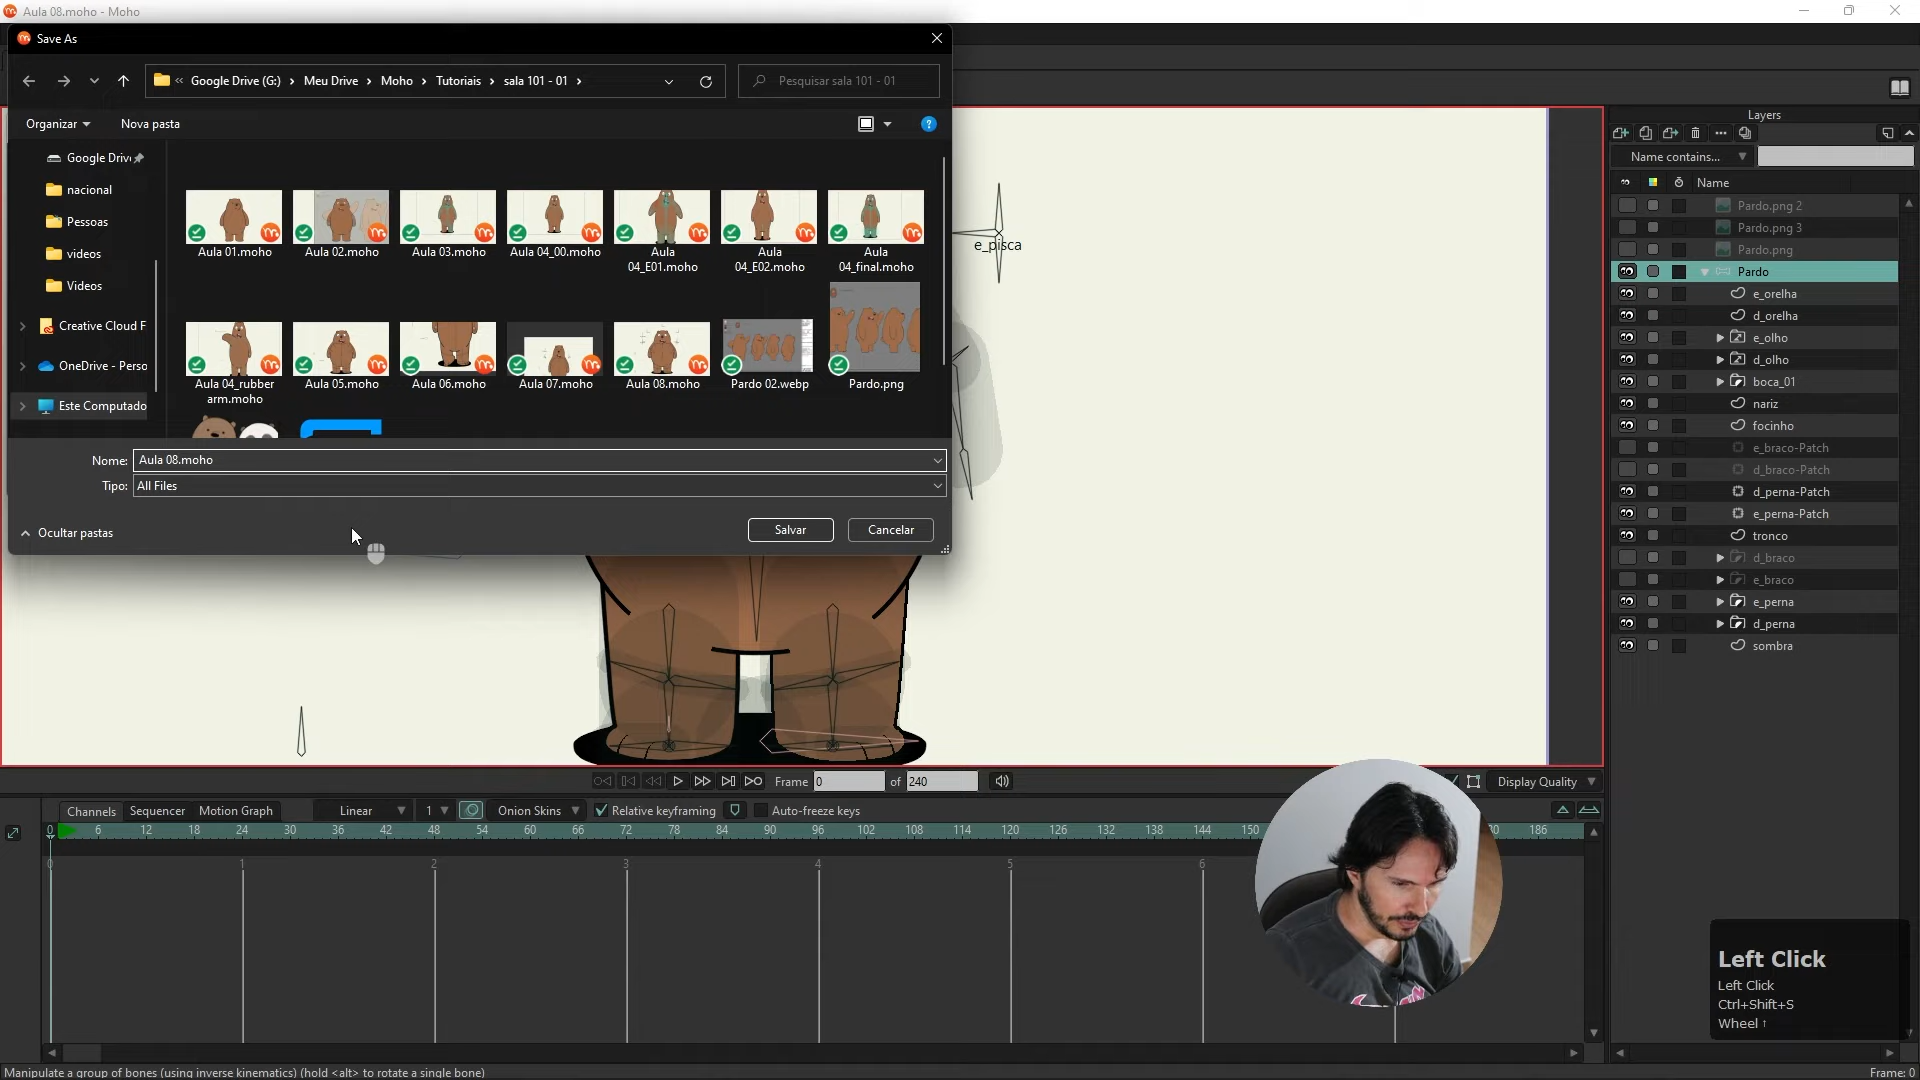 Aula 08.moho - Moho
Save As
« Google Drive (G:) › Meu Drive › Moho › Tutoriais › sala 101 - 01 ›
Pesquisar sala 101 - 01
Organizar
Nova pasta
Google Driv
nacional
Pessoas
videos
Videos
Creative Cloud F
OneDrive - Perso
Este Computado
Aula 01.moho
Aula 02.moho
Aula 03.moho
Aula 04_00.moho
Aula 04_E01.moho
Aula 04_E02.moho
Aula 04_final.moho
Aula 04_rubber arm.moho
Aula 05.moho
Aula 06.moho
Aula 07.moho
Aula 08.moho
Pardo 02.webp
Pardo.png
Nome: Aula 08.moho
Tipo: All Files
Ocultar pastas
Salvar
Cancelar
e_pisca
Layers
Name contains...
Name
Pardo.png 2
Pardo.png 3
Pardo.png
Pardo
e_orelha
d_orelha
e_olho
d_olho
boca_01
nariz
focinho
e_braco-Patch
d_braco-Patch
d_perna-Patch
e_perna-Patch
tronco
d_braco
e_braco
e_perna
d_perna
sombra
Frame 0 of 240
Display Quality
Channels Sequencer Motion Graph Linear 1 Onion Skins Relative keyframing Auto-freeze keys
0 6 12 18 24 30 36 42 48 54 60 66 72 78 84 90 96 102 108 114 120 126 132 138 144 150 186
0 1 2 3 4 5 6
Left Click
Left Click
Ctrl+Shift+S
Wheel ↑
Manipulate a group of bones (using inverse kinematics) (hold <alt> to rotate a single bone)
Frame: 0